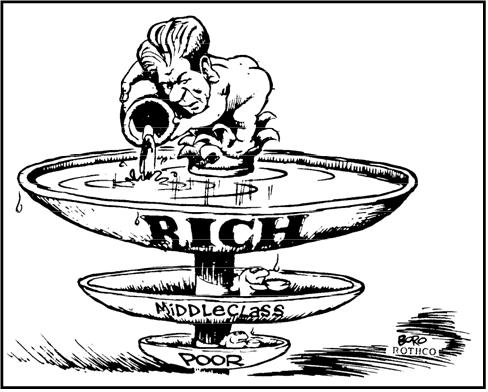 RICH
MiDDLECLASS
POOR
BORO
ROTHCO